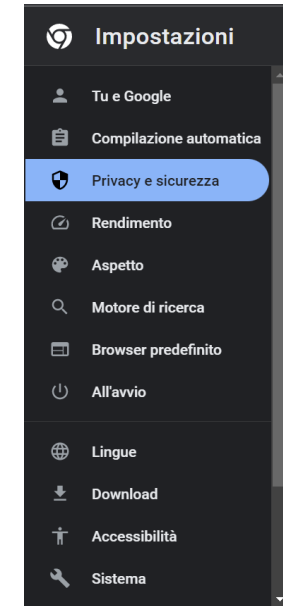 Impostazioni
Tu e Google
Compilazione automatica
Privacy e sicurezza
Rendimento
Aspetto
Motore di ricerca
Browser predefinito
All'avvio
Lingue
Download
Accessibilità
Sistema